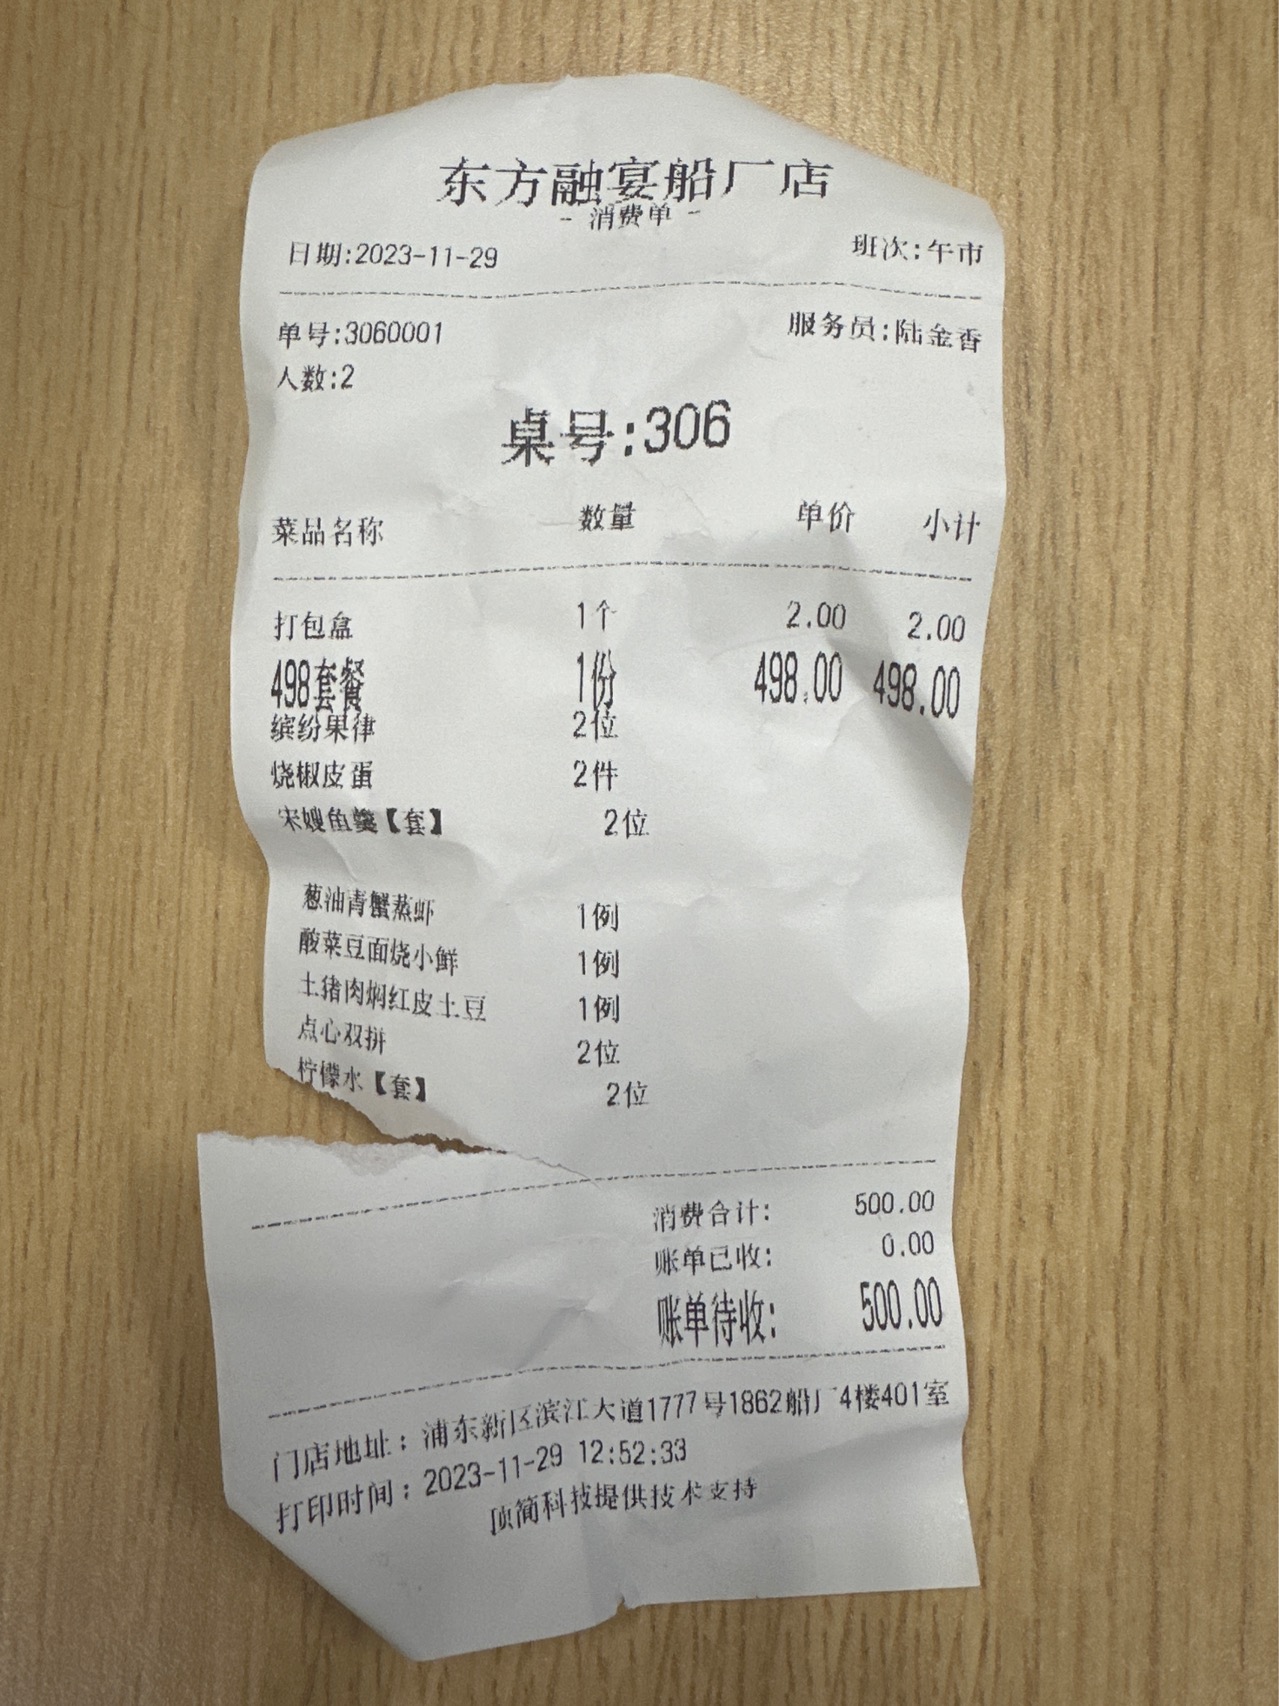 东方融宴船厂店
- 消费单 -
日期:2023-11-29 班次:午市
单号:3060001 服务员:陆金香
人数:2
桌号:306
菜品名称 数量 单价 小计
打包盒 1个 2.00 2.00
498套餐 1份 498.00 498.00
缤纷果律 2位
烧椒皮蛋 2件
宋嫂鱼羹【套】 2位
葱油青蟹蒸虾 1例
酸菜豆面烧小鲜 1例
土猪肉焖红皮土豆 1例
点心双拼 2位
柠檬水【套】 2位
消费合计: 500.00
账单已收: 0.00
账单待收: 500.00
门店地址: 浦东新区滨江大道1777号1862船厂4楼401室
打印时间: 2023-11-29 12:52:33
顶简科技提供技术支持